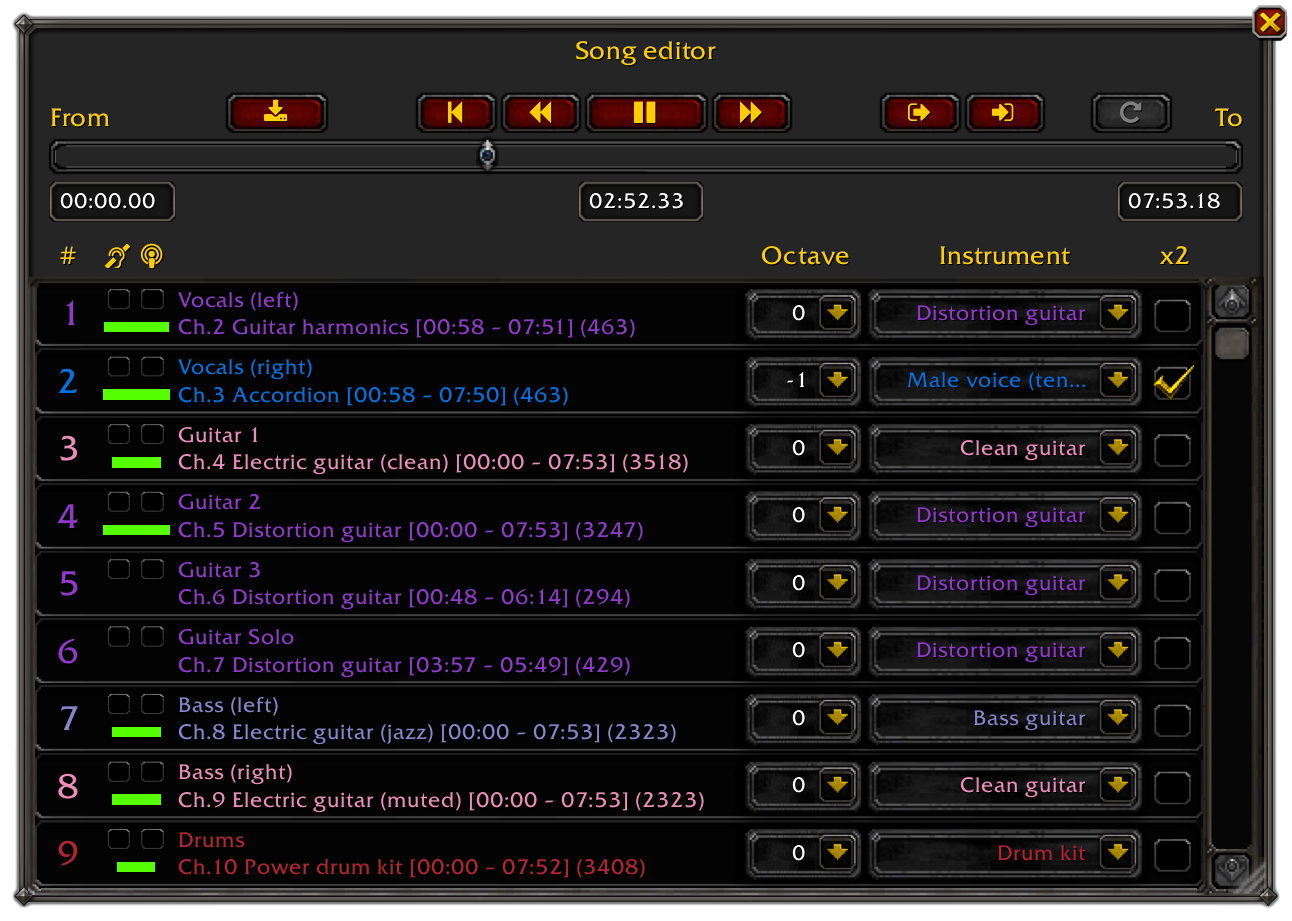 Song editor
From To
00:00.00 02:52.33 07:53.18
# Octave Instrument x2
1 Vocals (left) 0 Distortion guitar
Ch.2 Guitar harmonics [00:58 - 07:51] (463)
2 Vocals (right) -1 Male voice (ten...
Ch.3 Accordion [00:58 - 07:50] (463)
3 Guitar 1 0 Clean guitar
Ch.4 Electric guitar (clean) [00:00 - 07:53] (3518)
4 Guitar 2 0 Distortion guitar
Ch.5 Distortion guitar [00:00 - 07:53] (3247)
5 Guitar 3 0 Distortion guitar
Ch.6 Distortion guitar [00:48 - 06:14] (294)
6 Guitar Solo 0 Distortion guitar
Ch.7 Distortion guitar [03:57 - 05:49] (429)
7 Bass (left) 0 Bass guitar
Ch.8 Electric guitar (jazz) [00:00 - 07:53] (2323)
8 Bass (right) 0 Clean guitar
Ch.9 Electric guitar (muted) [00:00 - 07:53] (2323)
9 Drums 0 Drum kit
Ch.10 Power drum kit [00:00 - 07:52] (3408)